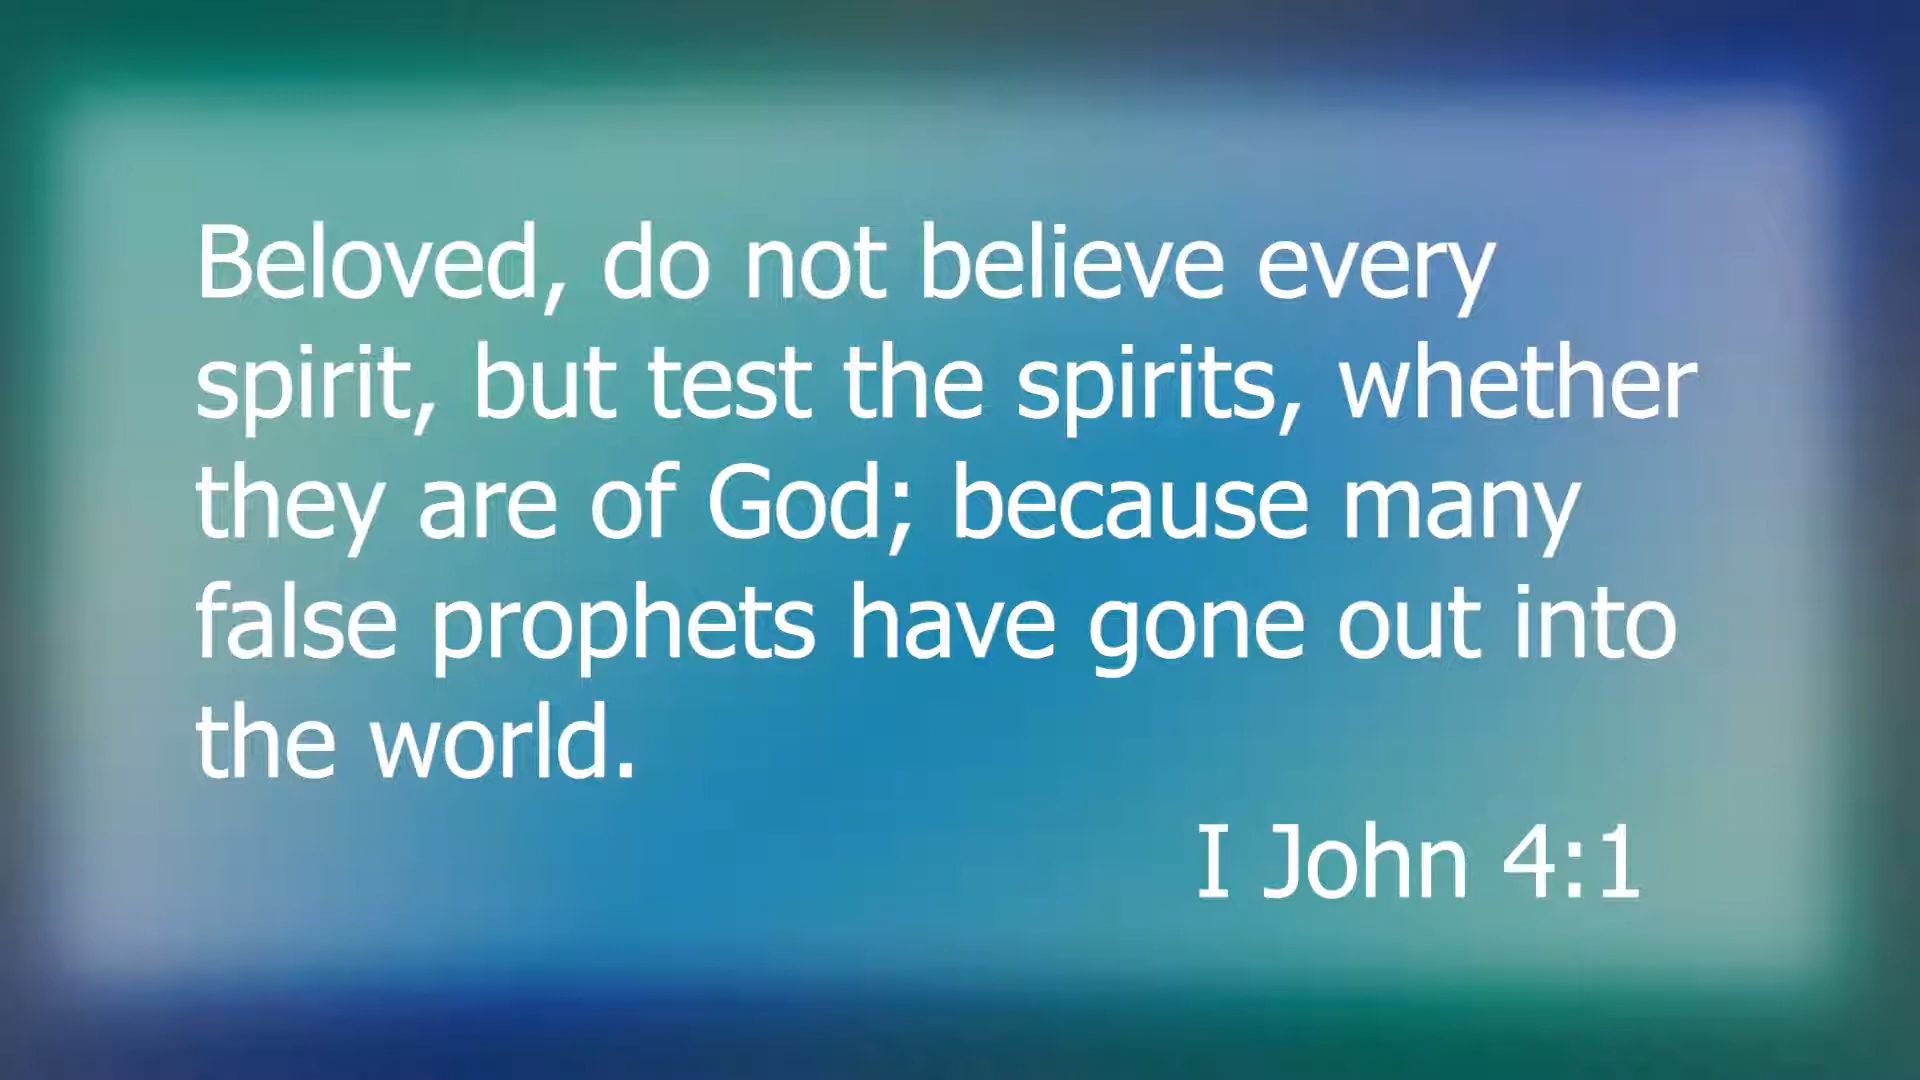 Beloved, do not believe every
spirit, but test the spirits, whether
they are of God; because many
false prophets have gone out into
the world.
I John 4:1